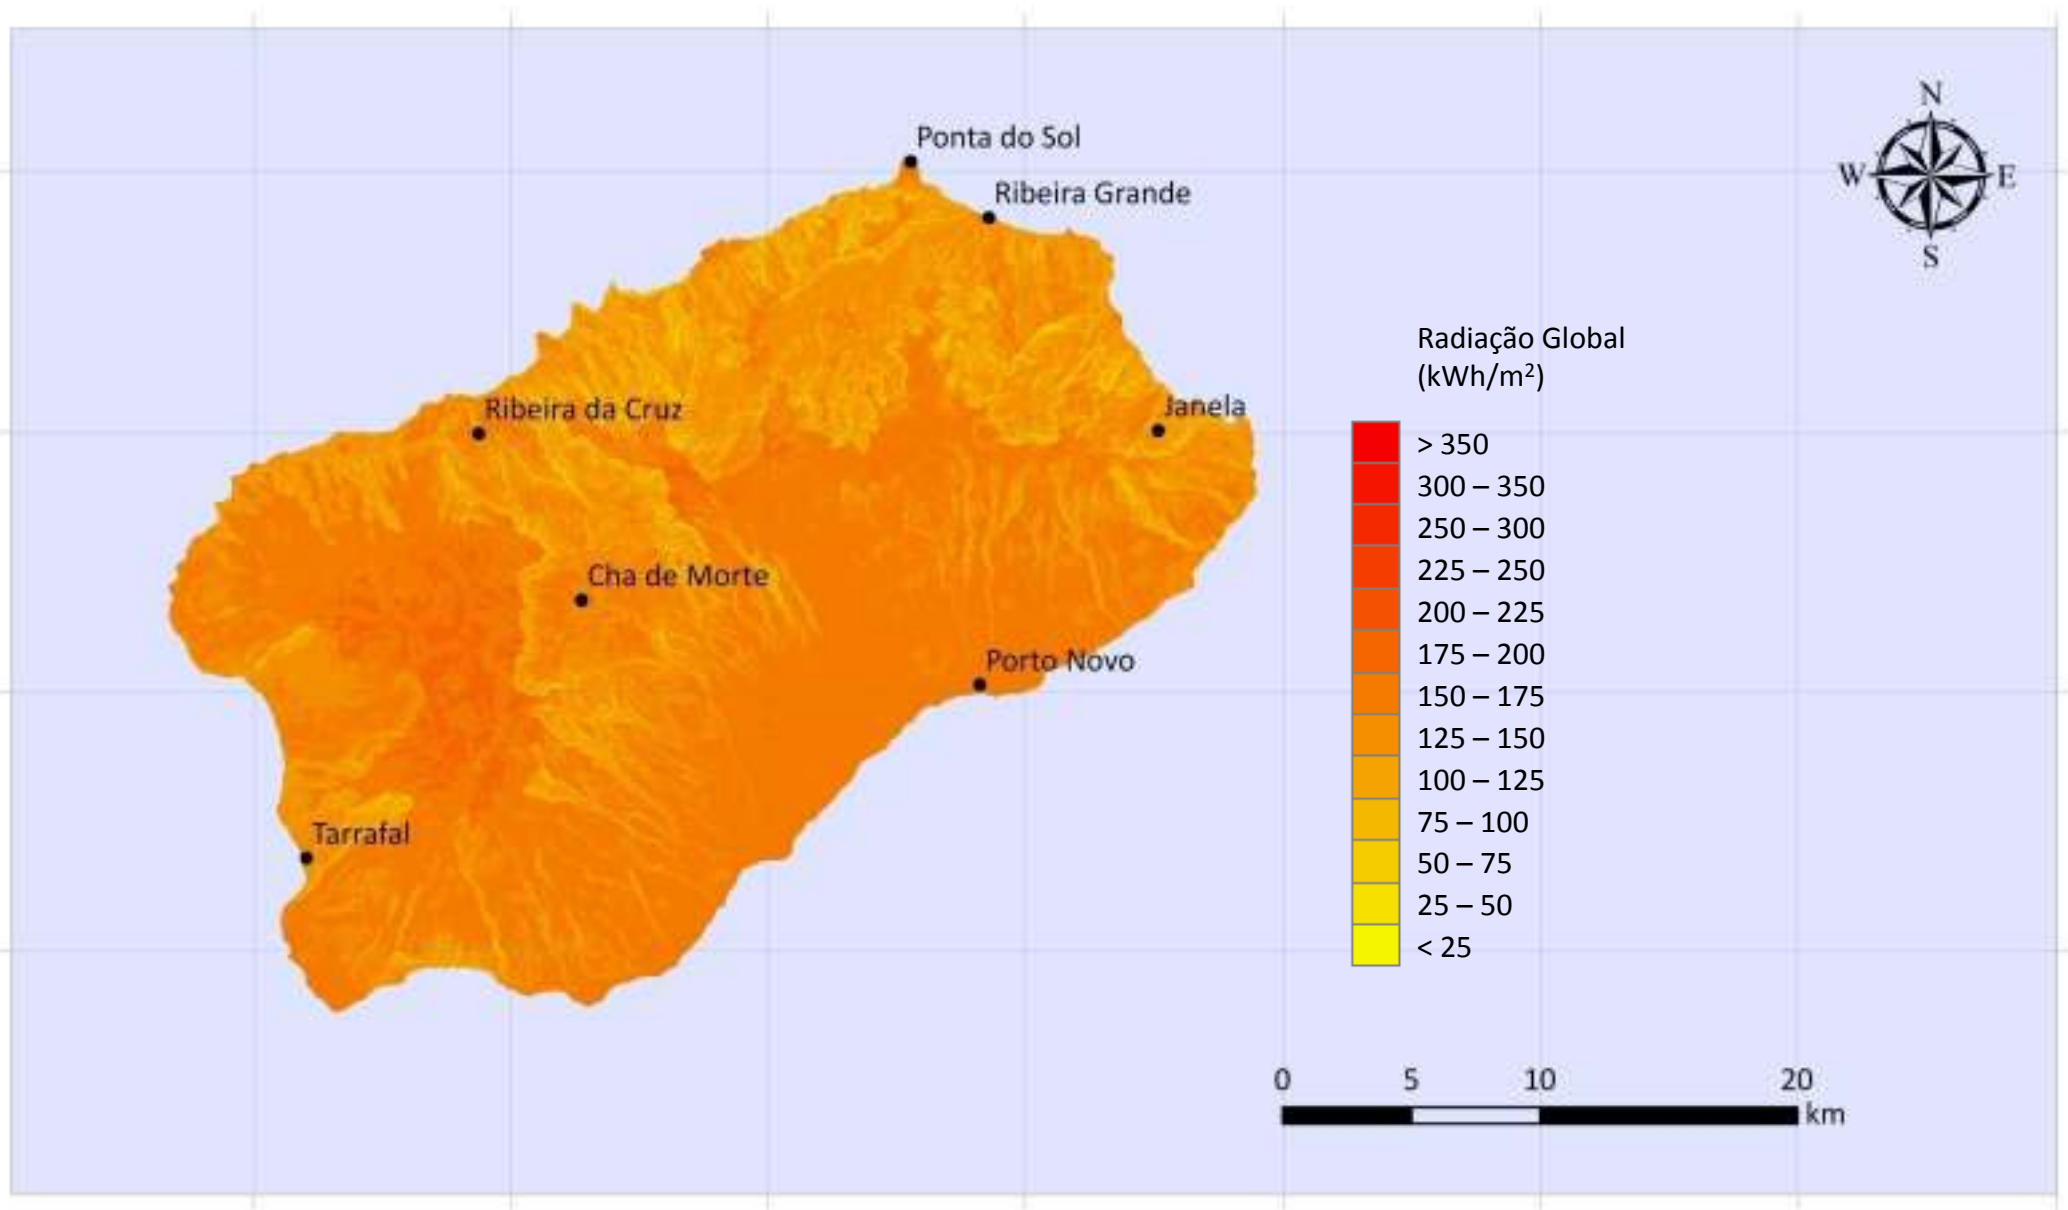 N
W
E
S
Ponta do Sol
Ribeira Grande
Ribeira da Cruz
Janela
Cha de Morte
Porto Novo
Tarrafal
Radiação Global
(kWh/m²)
> 350
300 – 350
250 – 300
225 – 250
200 – 225
175 – 200
150 – 175
125 – 150
100 – 125
75 – 100
50 – 75
25 – 50
< 25
0 5 10 20
km